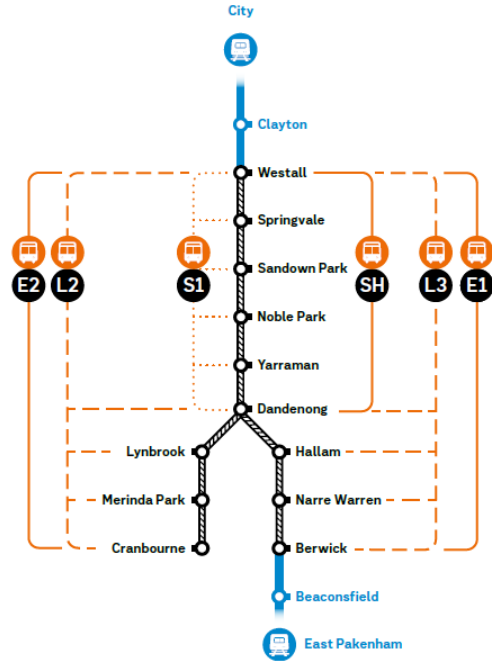 City
Clayton
Westall
Springvale
Sandown Park
E2
L2
S1
SH
L3
E1
Noble Park
Yarraman
Dandenong
Lynbrook
Hallam
Merinda Park
Narre Warren
Cranbourne
Berwick
Beaconsfield
East Pakenham